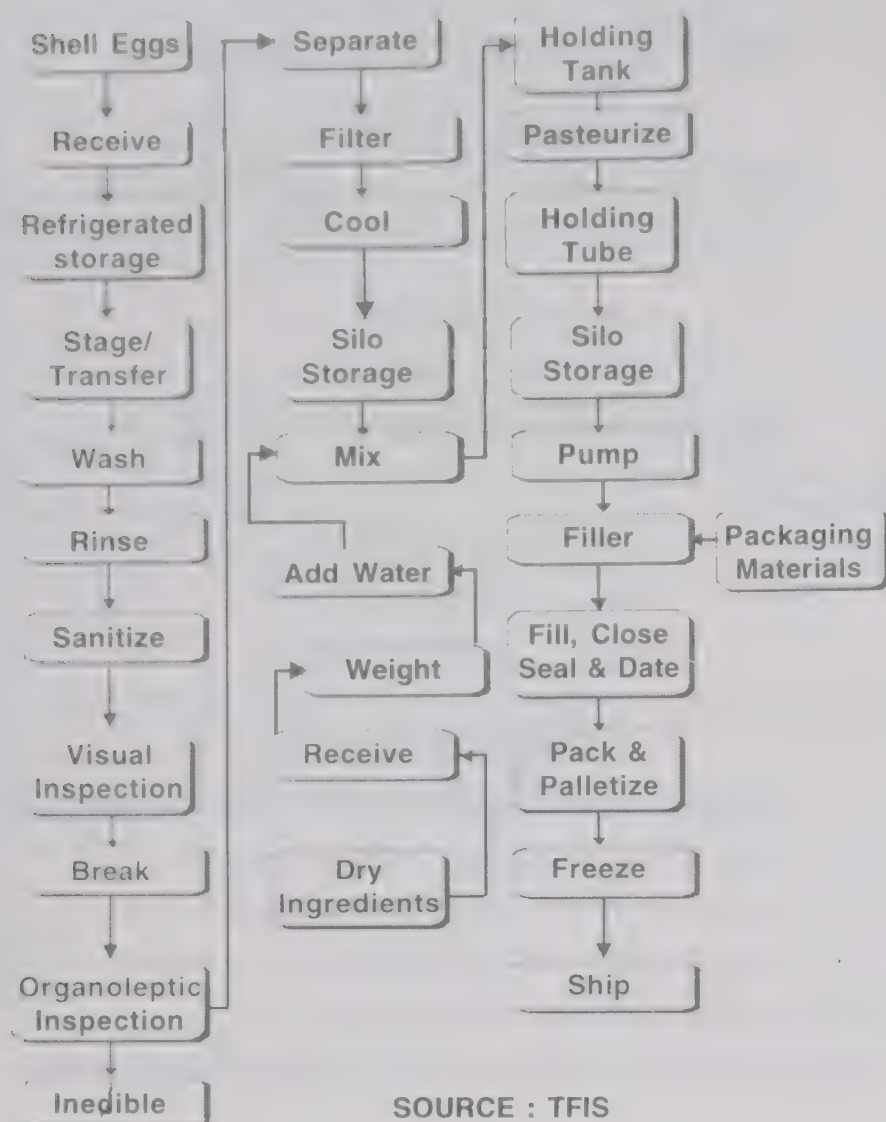 Shell Eggs
Receive
Refrigerated
storage
Stage/
Transfer
Wash
Rinse
Sanitize
Visual
Inspection
Break
Organoleptic
Inspection
Inedible
Separate
Filter
Cool
Silo
Storage
Mix
Add Water
Weight
Receive
Dry
Ingredients
Holding
Tank
Pasteurize
Holding
Tube
Silo
Storage
Pump
Filler
Packaging
Materials
Fill, Close
Seal & Date
Pack &
Palletize
Freeze
Ship
SOURCE : TFIS